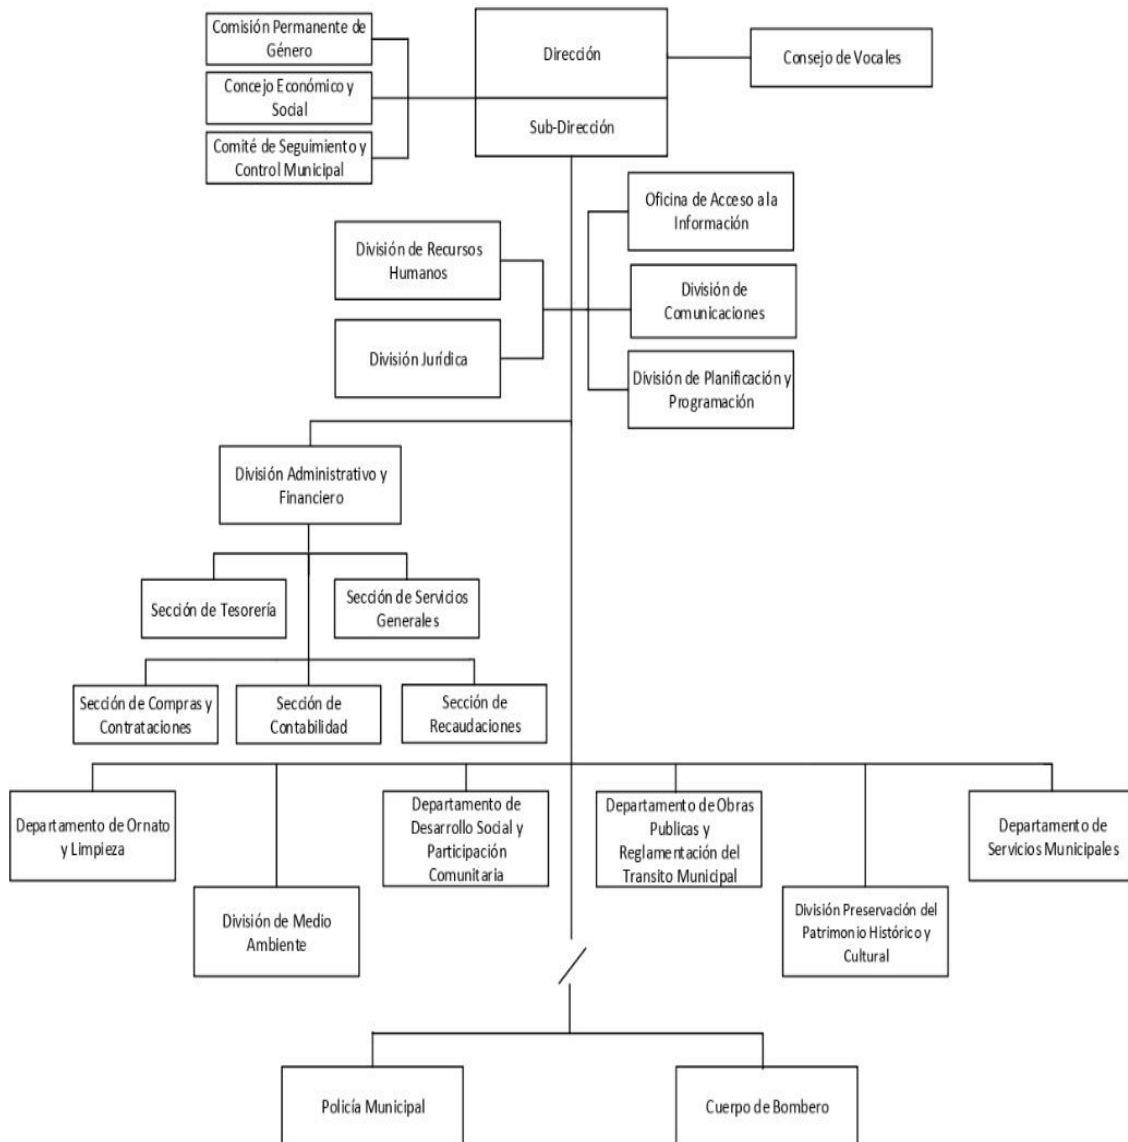 Comisión Permanente de
Género
Dirección
Consejo de Vocales
Concejo Económico y
Social
Sub-Dirección
Comité de Seguimiento y
Control Municipal
Oficina de Acceso a la
Información
División de Recursos
Humanos
División de
Comunicaciones
División Jurídica
División de Planificación y
Programación
División Administrativo y
Financiero
Sección de Tesorería
Sección de Servicios
Generales
Sección de Compras y
Contrataciones
Sección de
Contabilidad
Sección de
Recaudaciones
Departamento de Ornato
y Limpieza
Departamento de
Desarrollo Social y
Participación
Comunitaria
Departamento de Obras
Publicas y
Reglamentación del
Transito Municipal
Departamento de
Servicios Municipales
División de Medio
Ambiente
División Preservación del
Patrimonio Histórico y
Cultural
Policía Municipal
Cuerpo de Bombero